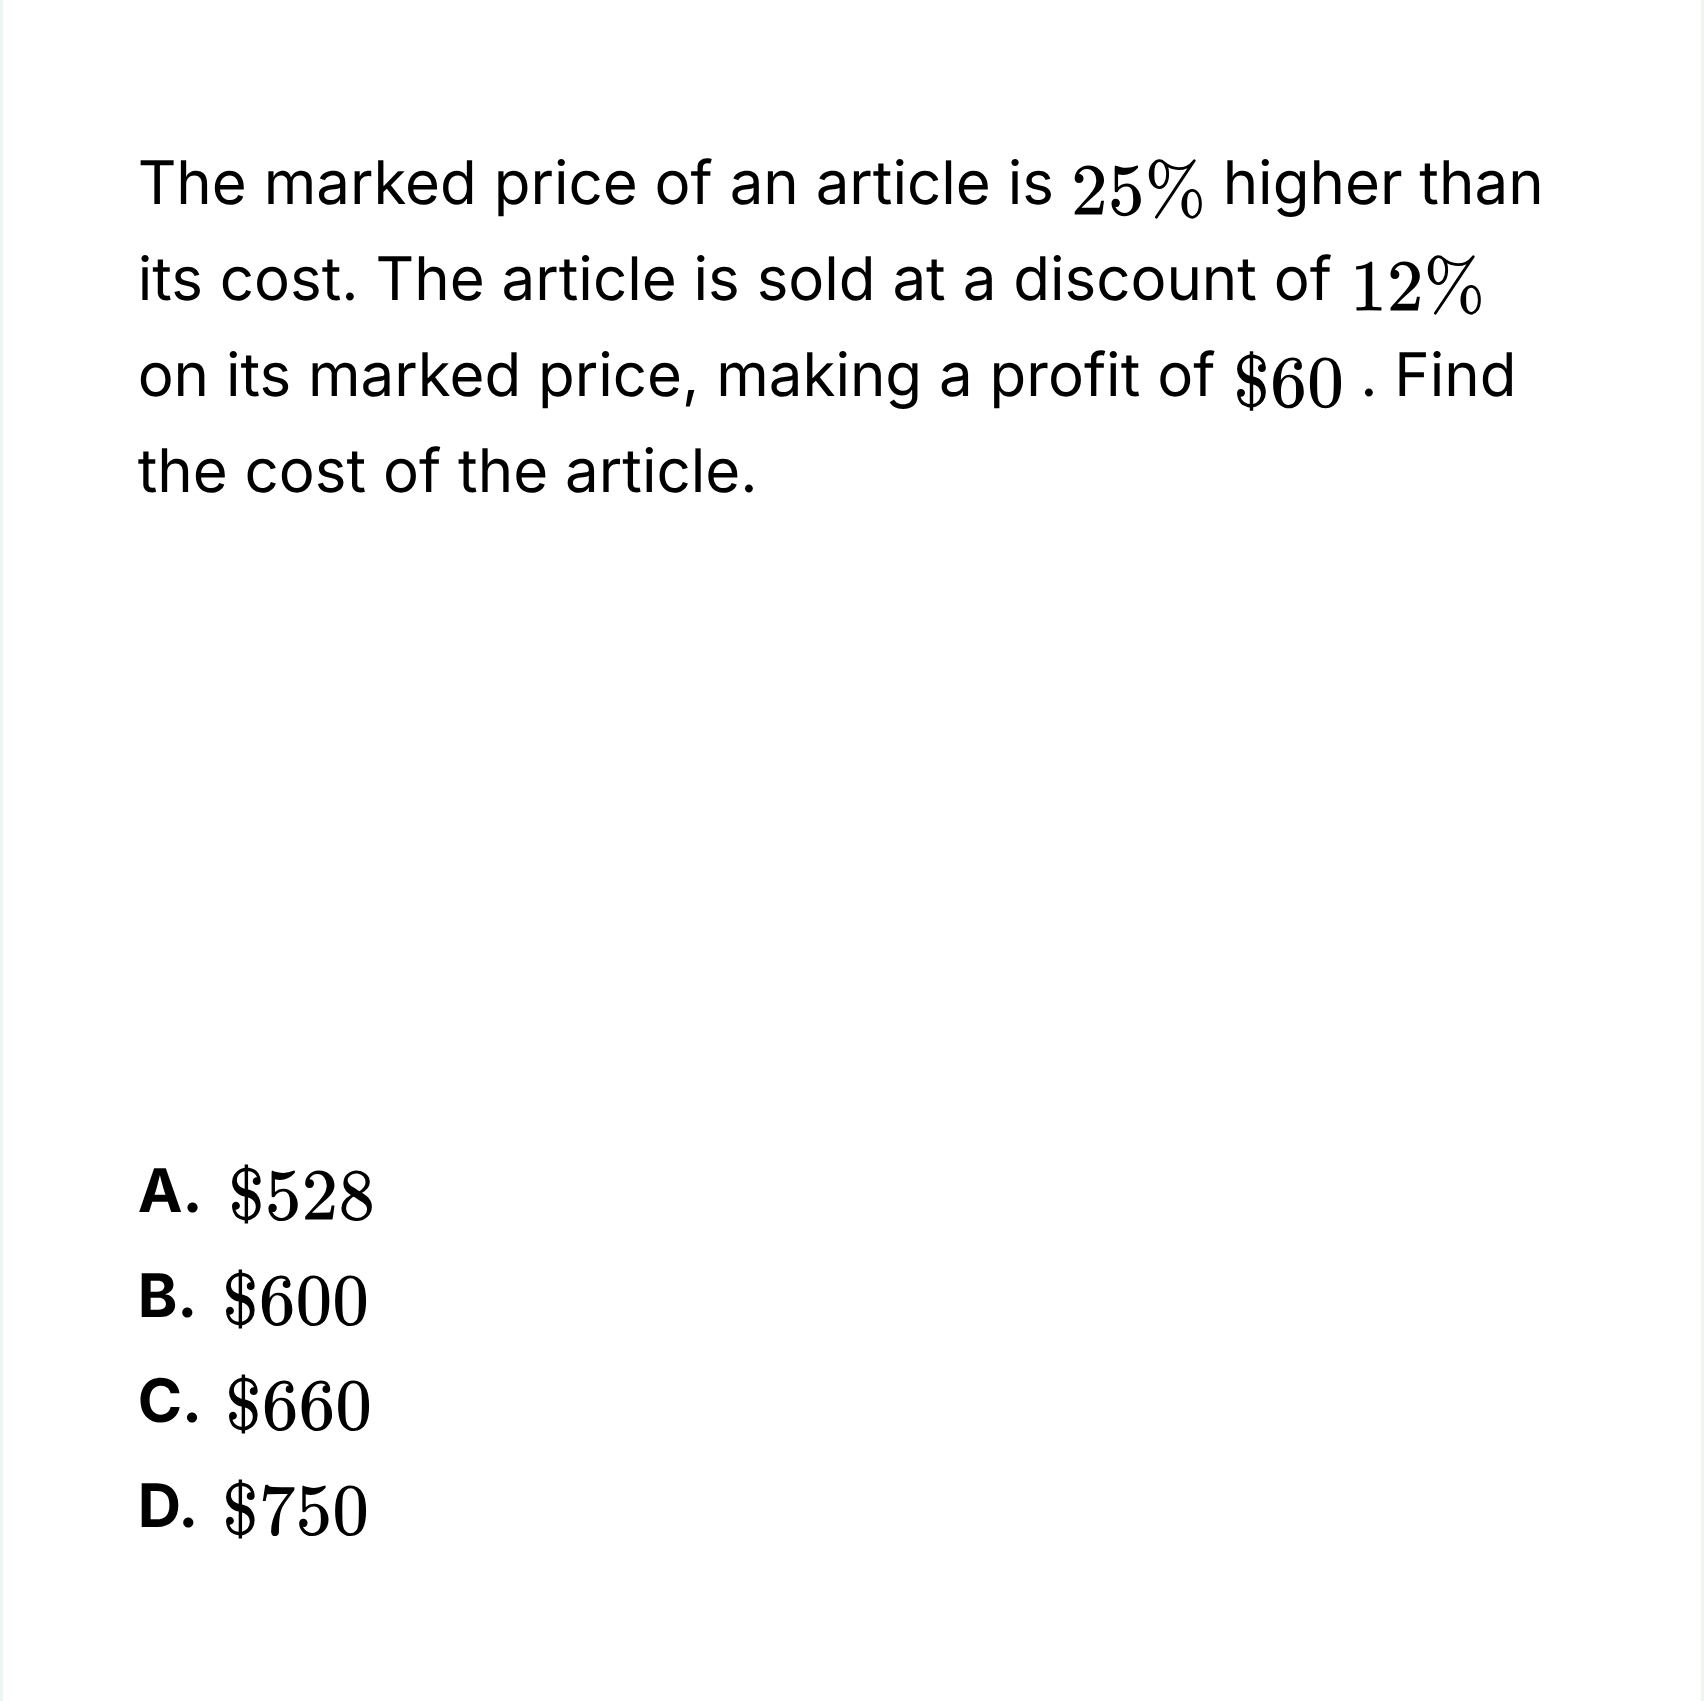 The marked price of an article is 25% higher than
its cost. The article is sold at a discount of 12%
on its marked price, making a profit of $60 . Find
the cost of the article.
A. $528
B. $600
C. $660
D. $750